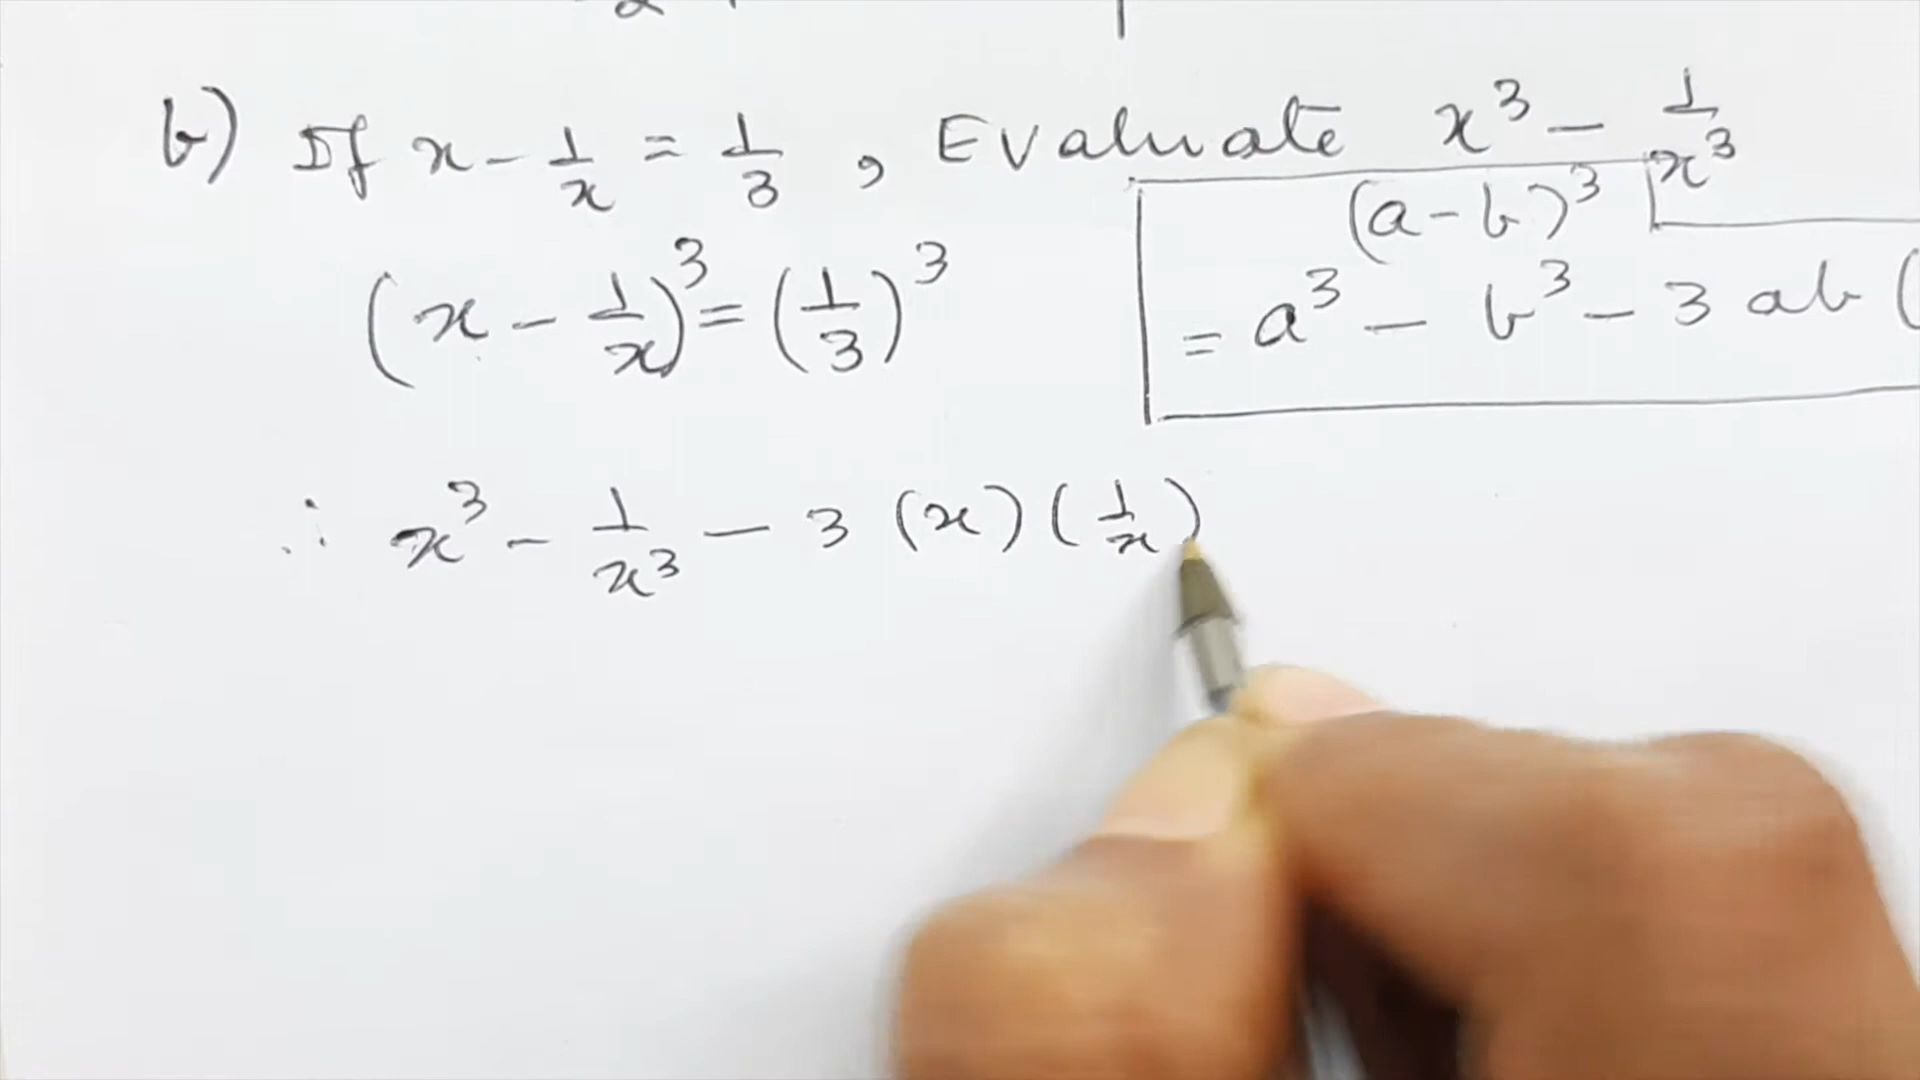 b) If x - 1/x = 1/3 , Evaluate x³ - 1/x³
(x - 1/x)³ = (1/3)³
(a - b)³
= a³ - b³ - 3 ab (
∴ x³ - 1/x³ - 3 (x) (1/x)